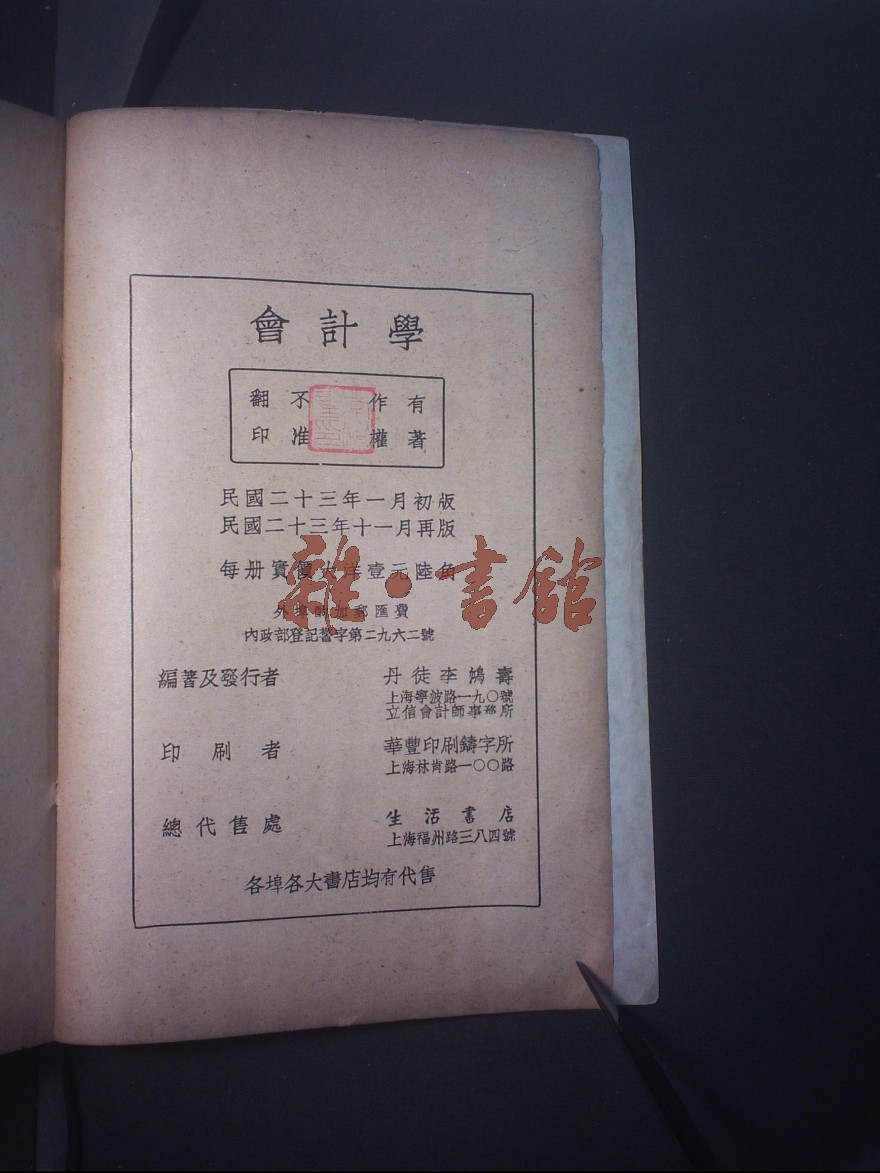 會計學
有著作權
不准翻印
民國二十三年一月初版
民國二十三年十一月再版
每册實價大洋壹元陸角
外埠酌加郵匯費
內政部登記警字第二九六二號
編著及發行者 丹徒李鴻壽
上海寧波路一九〇號
立信會計師事務所
印刷者 華豐印刷鑄字所
上海林肯路一〇〇路
總代售處 生活書店
上海福州路三八四號
各埠各大書店均有代售
雜·書館